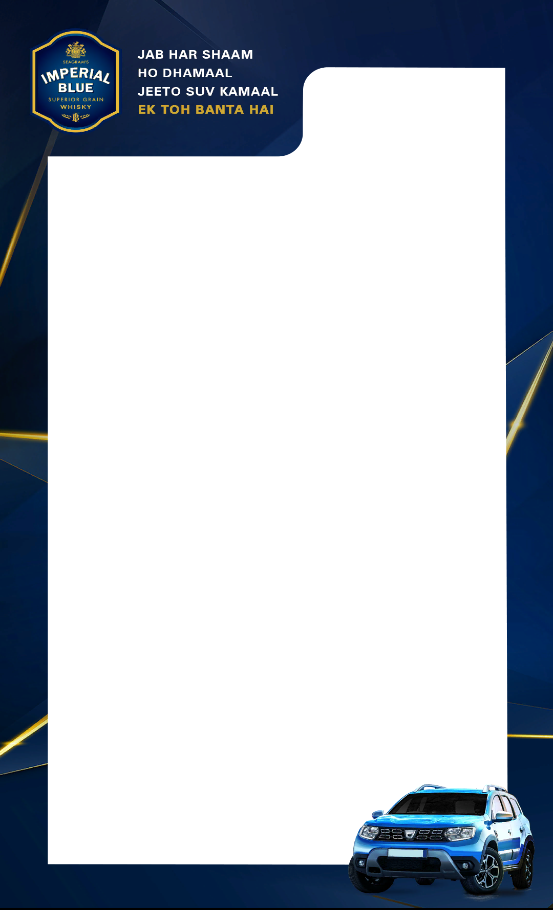 SEAGRAM'S
IMPERIAL
BLUE
SUPERIOR GRAIN
WHISKY
JAB HAR SHAAM
HO DHAMAAL
JEETO SUV KAMAAL
EK TOH BANTA HAI